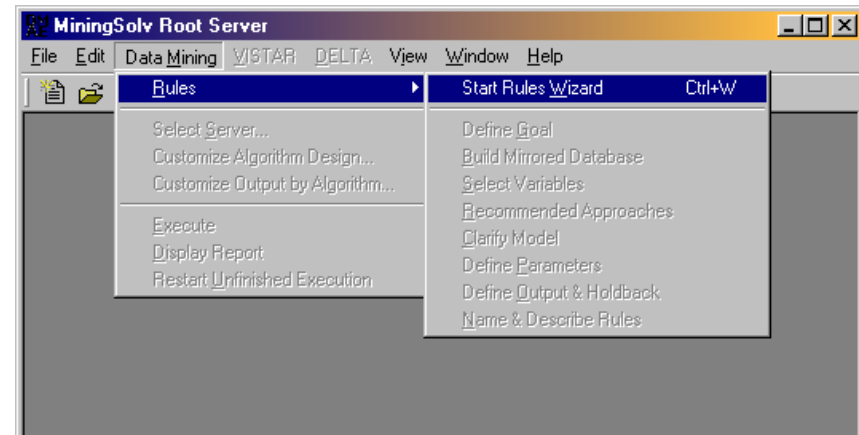 MiningSolv Root Server
File Edit Data Mining VISTAR DELTA View Window Help
Rules
Select Server...
Customize Algorithm Design...
Customize Output by Algorithm...
Execute
Display Report
Restart Unfinished Execution
Start Rules Wizard Ctrl+W
Define Goal
Build Mirrored Database
Select Variables
Recommended Approaches
Clarify Model
Define Parameters
Define Output & Holdback
Name & Describe Rules